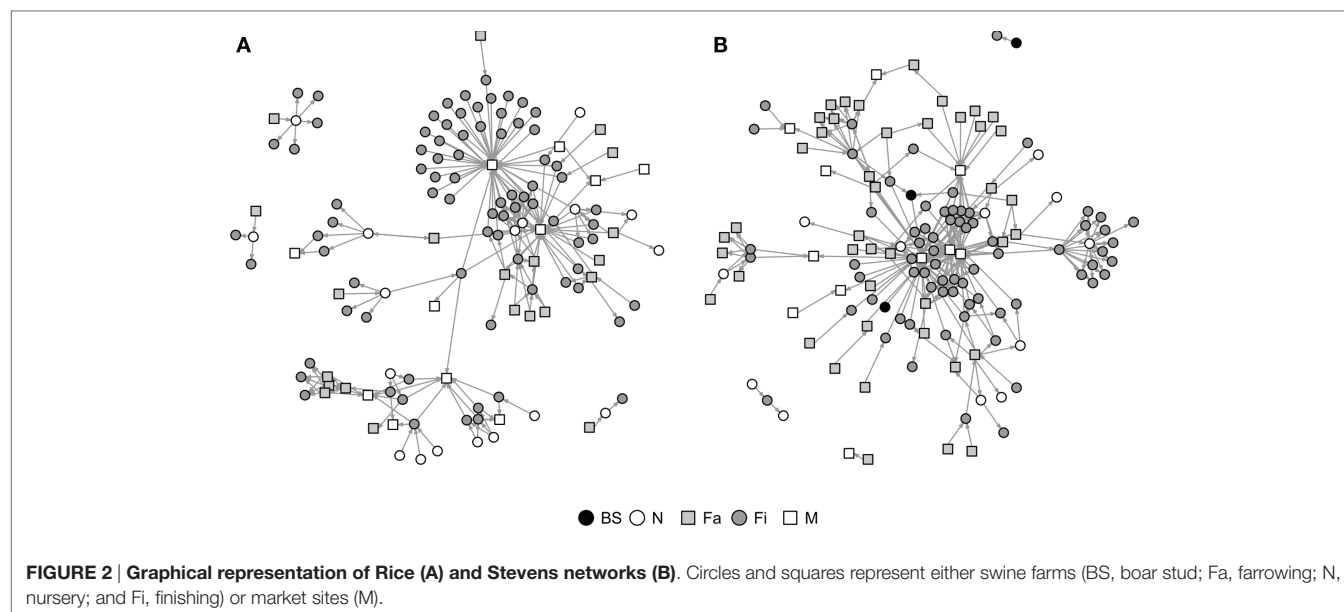 A
B
BS N Fa Fi M
FIGURE 2 | Graphical representation of Rice (A) and Stevens networks (B). Circles and squares represent either swine farms (BS, boar stud; Fa, farrowing; N,
nursery; and Fi, finishing) or market sites (M).